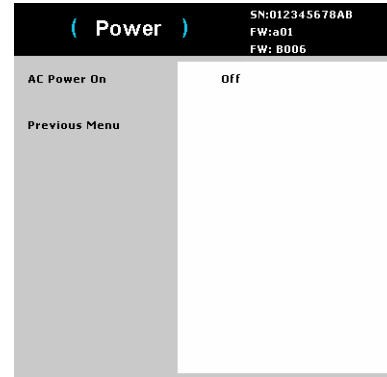 ( Power )
SN:012345678AB
FW:a01
FW: B006
AC Power On Off
Previous Menu